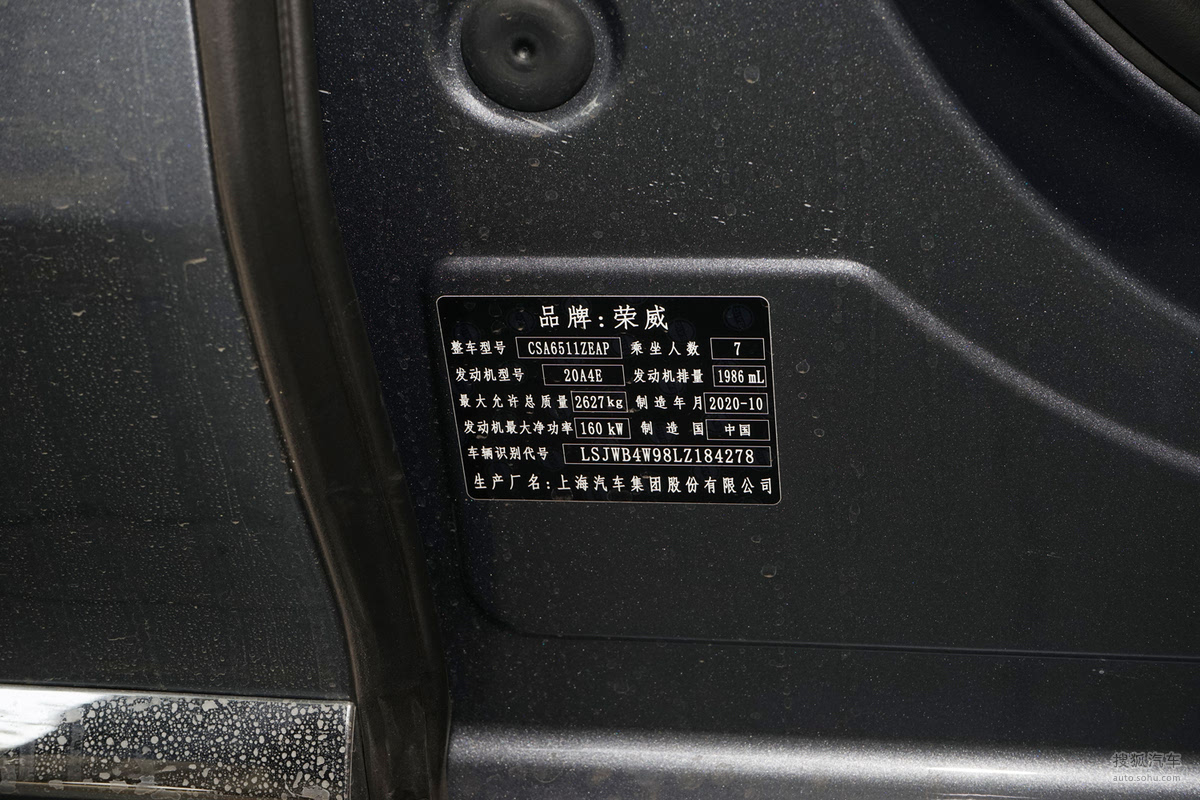 品牌:荣威
整车型号 CSA6511ZEAP 乘坐人数 7
发动机型号 20A4E 发动机排量 1986 mL
最大允许总质量 2627kg 制造年月 2020-10
发动机最大净功率 160 kW 制造国 中国
车辆识别代号 LSJWB4W98LZ184278
生产厂名:上海汽车集团股份有限公司
搜狐汽车
auto.sohu.com